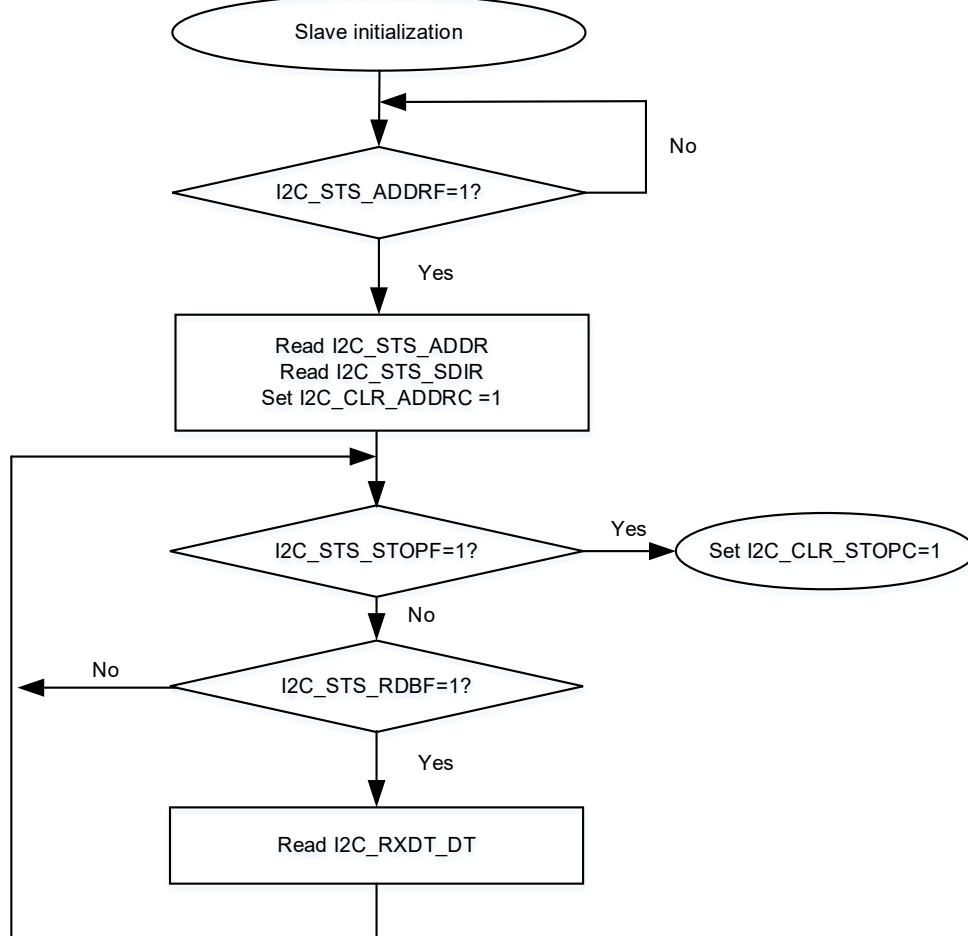 Slave initialization
No
I2C_STS_ADDRF=1?
Yes
Read I2C_STS_ADDR
Read I2C_STS_SDIR
Set I2C_CLR_ADDRC =1
I2C_STS_STOPF=1?
Yes
Set I2C_CLR_STOPC=1
No
No
I2C_STS_RDBF=1?
Yes
Read I2C_RXDT_DT